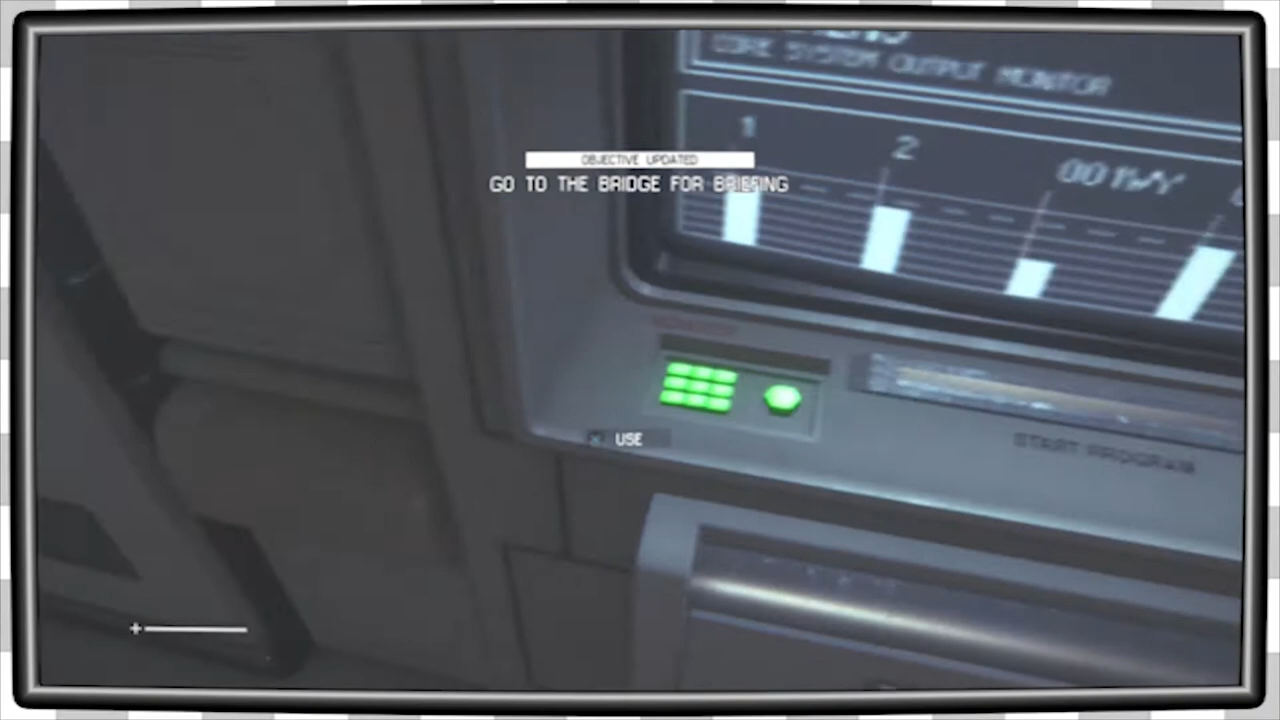 CORE SYSTEM OUTPUT MONITOR
1
2
OBJECTIVE UPDATED
GO TO THE BRIDGE FOR BRIEFING
USE
START PROGRAM